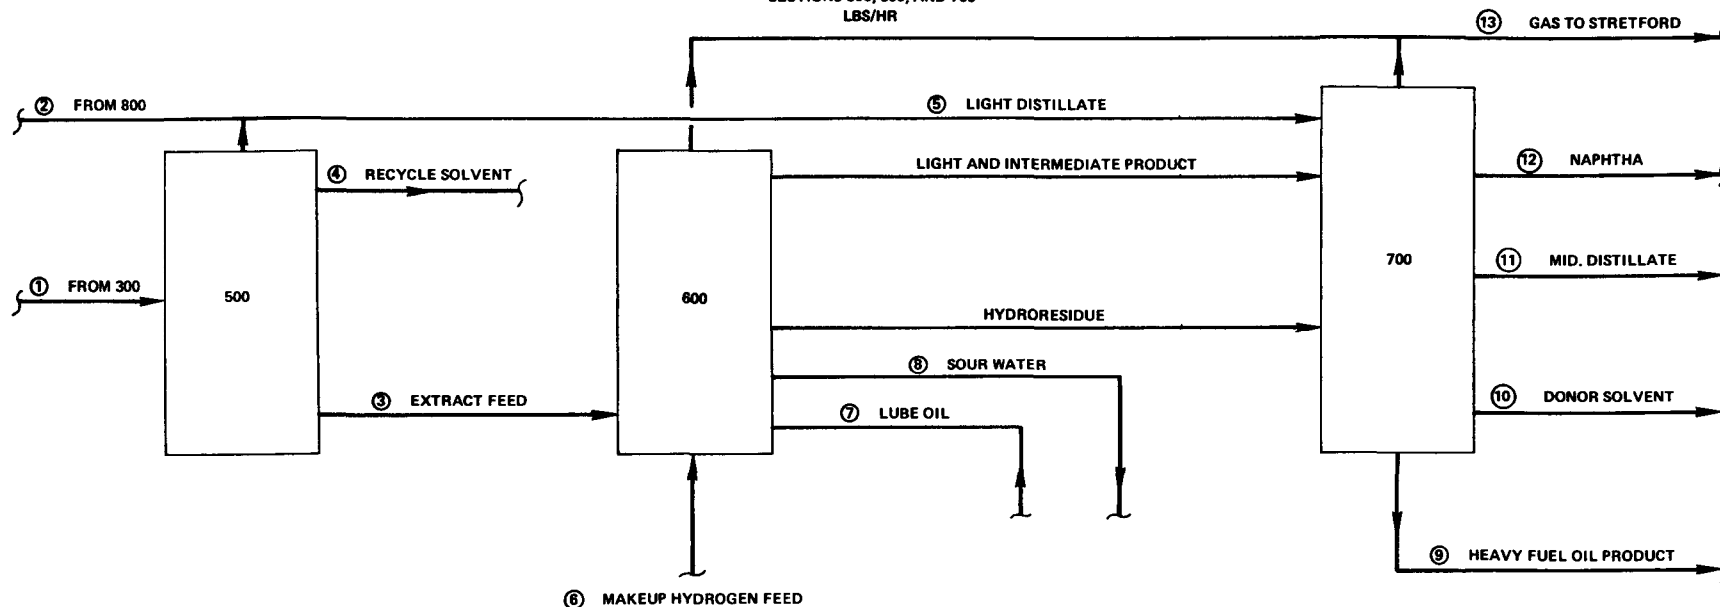 LBS/HR
13 GAS TO STRETFORD
2 FROM 800
5 LIGHT DISTILLATE
4 RECYCLE SOLVENT
LIGHT AND INTERMEDIATE PRODUCT
12 NAPHTHA
1 FROM 300
500
600
700
11 MID. DISTILLATE
HYDRORESIDUE
8 SOUR WATER
3 EXTRACT FEED
7 LUBE OIL
10 DONOR SOLVENT
9 HEAVY FUEL OIL PRODUCT
6 MAKEUP HYDROGEN FEED